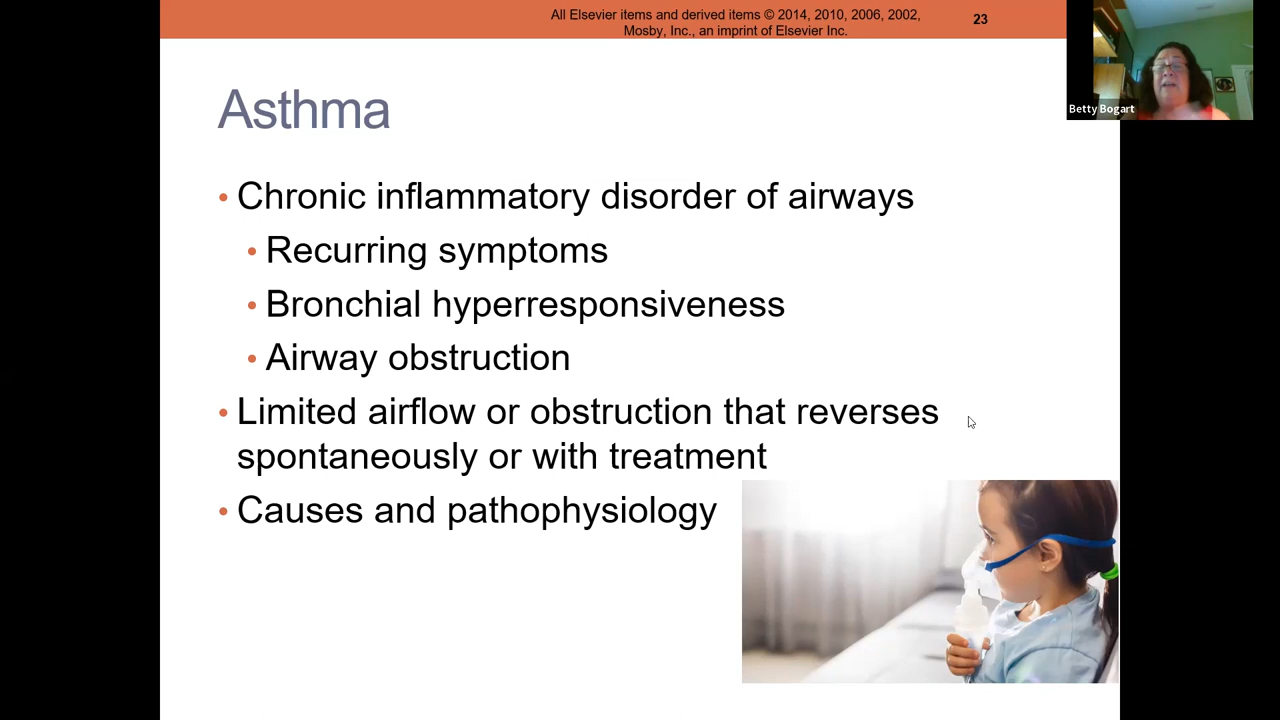 All Elsevier items and derived items © 2014, 2010, 2006, 2002,
Mosby, Inc., an imprint of Elsevier Inc.
23
Betty Bogart
Asthma
• Chronic inflammatory disorder of airways
• Recurring symptoms
• Bronchial hyperresponsiveness
• Airway obstruction
• Limited airflow or obstruction that reverses
spontaneously or with treatment
• Causes and pathophysiology